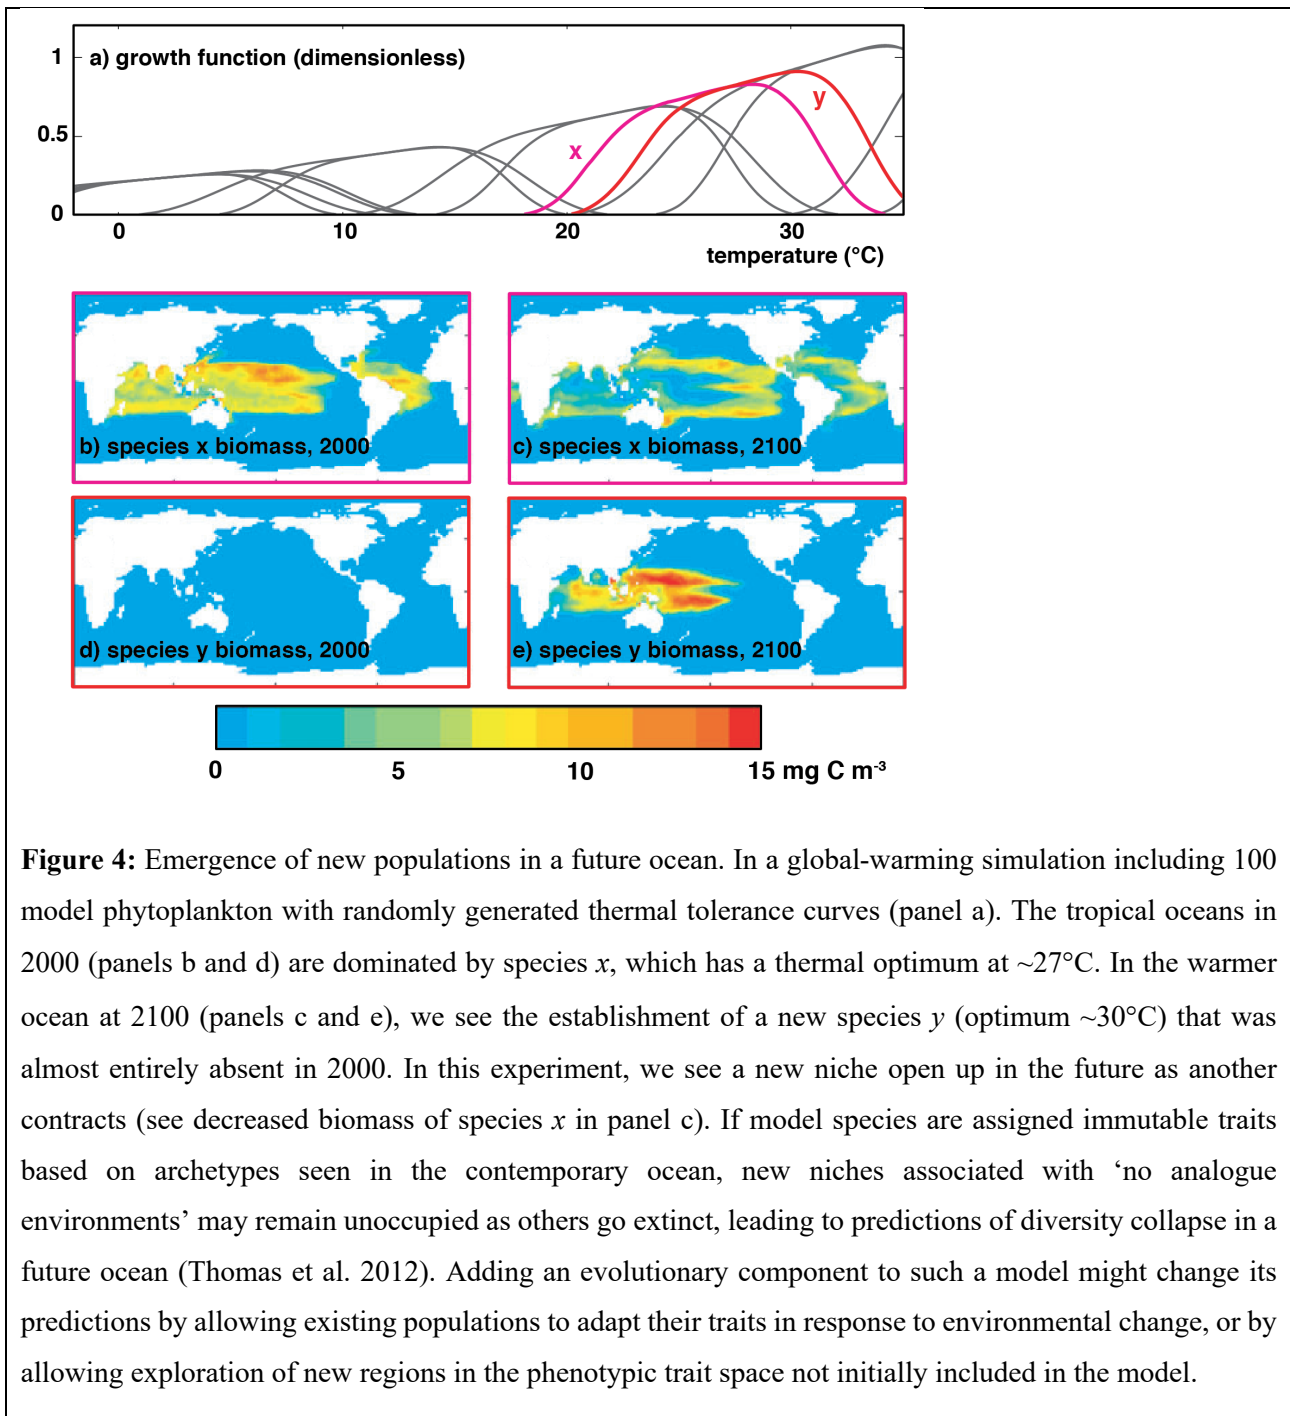 a) growth function (dimensionless)
1
0.5
0
x
y
0 10 20 30
temperature (°C)
b) species x biomass, 2000
c) species x biomass, 2100
d) species y biomass, 2000
e) species y biomass, 2100
0 5 10 15 mg C m⁻³
Figure 4: Emergence of new populations in a future ocean. In a global-warming simulation including 100
model phytoplankton with randomly generated thermal tolerance curves (panel a). The tropical oceans in
2000 (panels b and d) are dominated by species x, which has a thermal optimum at ~27°C. In the warmer
ocean at 2100 (panels c and e), we see the establishment of a new species y (optimum ~30°C) that was
almost entirely absent in 2000. In this experiment, we see a new niche open up in the future as another
contracts (see decreased biomass of species x in panel c). If model species are assigned immutable traits
based on archetypes seen in the contemporary ocean, new niches associated with ‘no analogue
environments’ may remain unoccupied as others go extinct, leading to predictions of diversity collapse in a
future ocean (Thomas et al. 2012). Adding an evolutionary component to such a model might change its
predictions by allowing existing populations to adapt their traits in response to environmental change, or by
allowing exploration of new regions in the phenotypic trait space not initially included in the model.